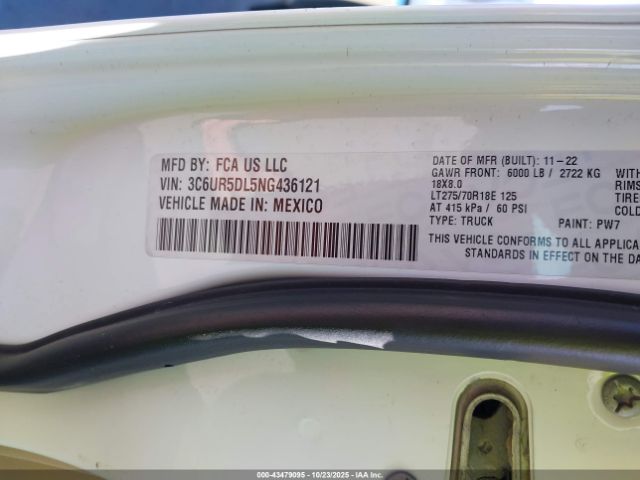 MFD BY: FCA US LLC
VIN: 3C6UR5DL5NG436121
VEHICLE MADE IN: MEXICO
DATE OF MFR (BUILT): 11-22
GAWR FRONT: 6000 LB / 2722 KG WITH
18X8.0
LT275/70R18E 125
AT 415 kPa / 60 PSI COLD
TYPE: TRUCK PAINT: PW7
THIS VEHICLE CONFORMS TO ALL APPLICA
STANDARDS IN EFFECT ON THE DA
000-43479095 - 10/23/2025 - IAA Inc.